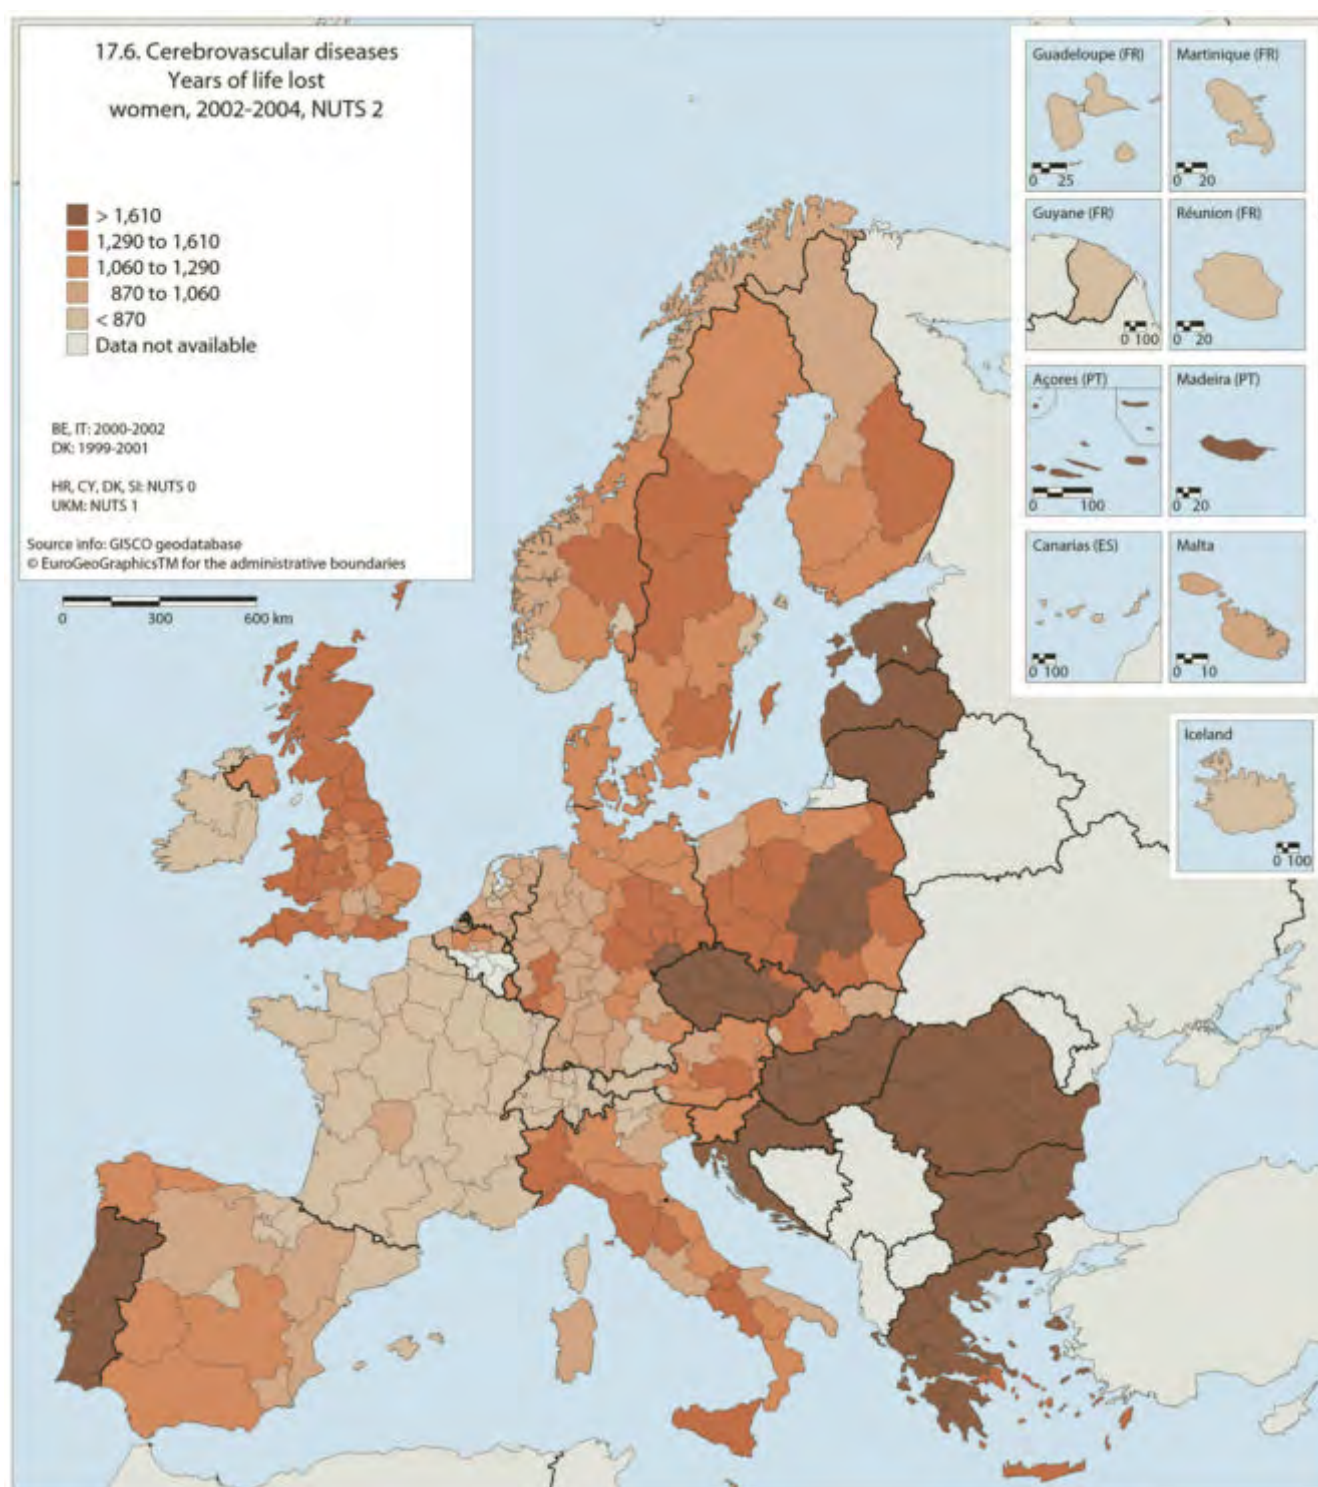 17.6. Cerebrovascular diseases
Years of life lost
women, 2002-2004, NUTS 2
> 1,610
1,290 to 1,610
1,060 to 1,290
870 to 1,060
< 870
Data not available
BE, IT: 2000-2002
DK: 1999-2001
HR, CY, DK, SI: NUTS 0
UKM: NUTS 1
Source info: GISCO geodatabase
© EuroGeoGraphicsTM for the administrative boundaries
0 300 600 km
Guadeloupe (FR)
0 25
Martinique (FR)
0 20
Guyane (FR)
0 100
Réunion (FR)
0 20
Açores (PT)
0 100
Madeira (PT)
0 20
Canarias (ES)
0 100
Malta
0 10
Iceland
0 100